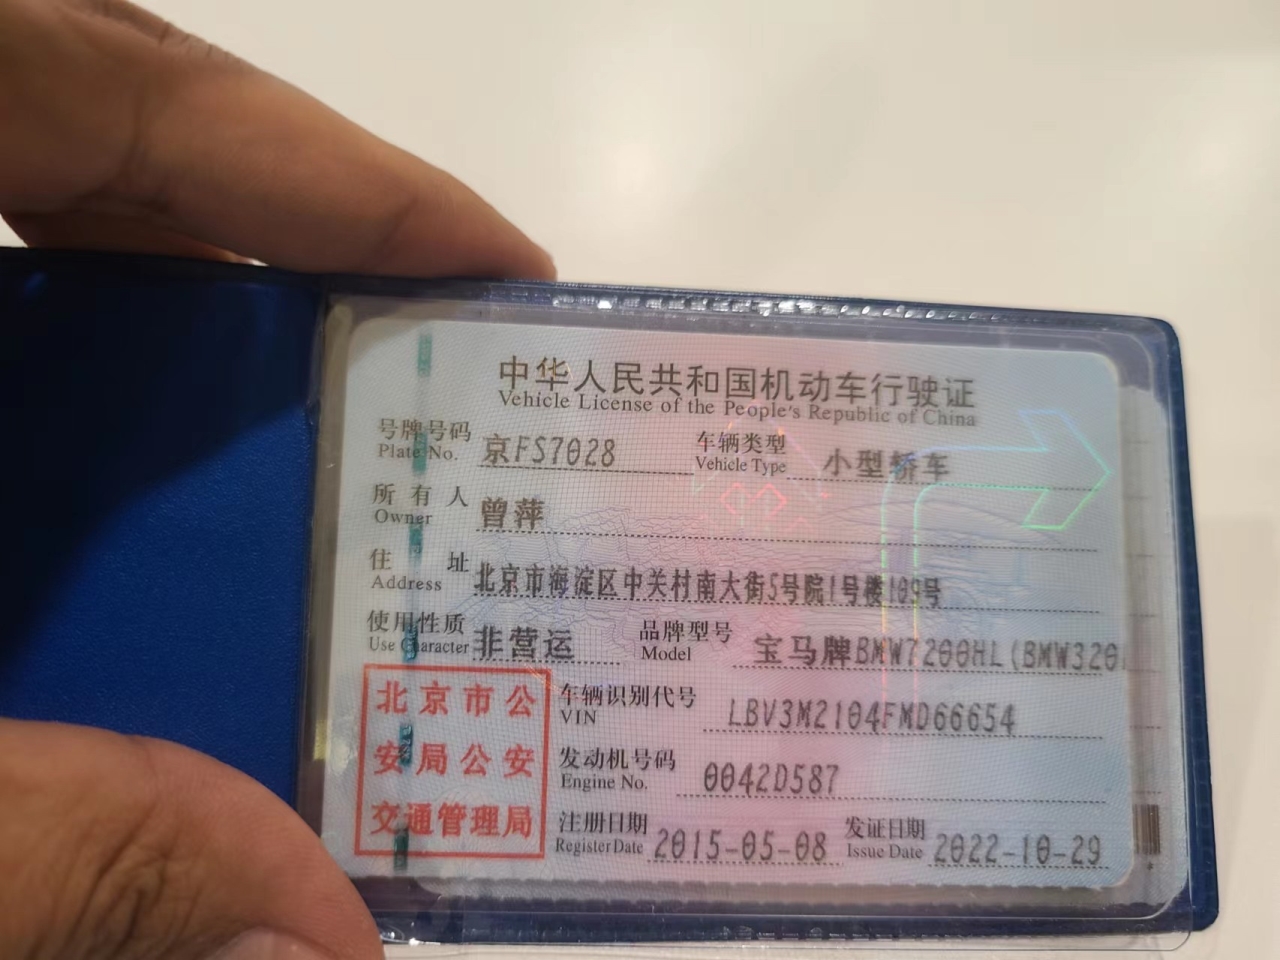 中华人民共和国机动车行驶证
Vehicle License of the People's Republic of China
号牌号码 京FS7028 车辆类型 小型轿车
Plate No. Vehicle Type
所有人 曾萍
Owner
住址 北京市海淀区中关村南大街5号院1号楼109号
Address
使用性质 非营运 品牌型号 宝马牌BMW7200HL(BMW320
Use Character Model
北京市公
安局公安
交通管理局
车辆识别代号 LBV3M2104FMD66654
VIN
发动机号码 0042D587
Engine No.
注册日期 2015-05-08 发证日期 2022-10-29
Register Date Issue Date